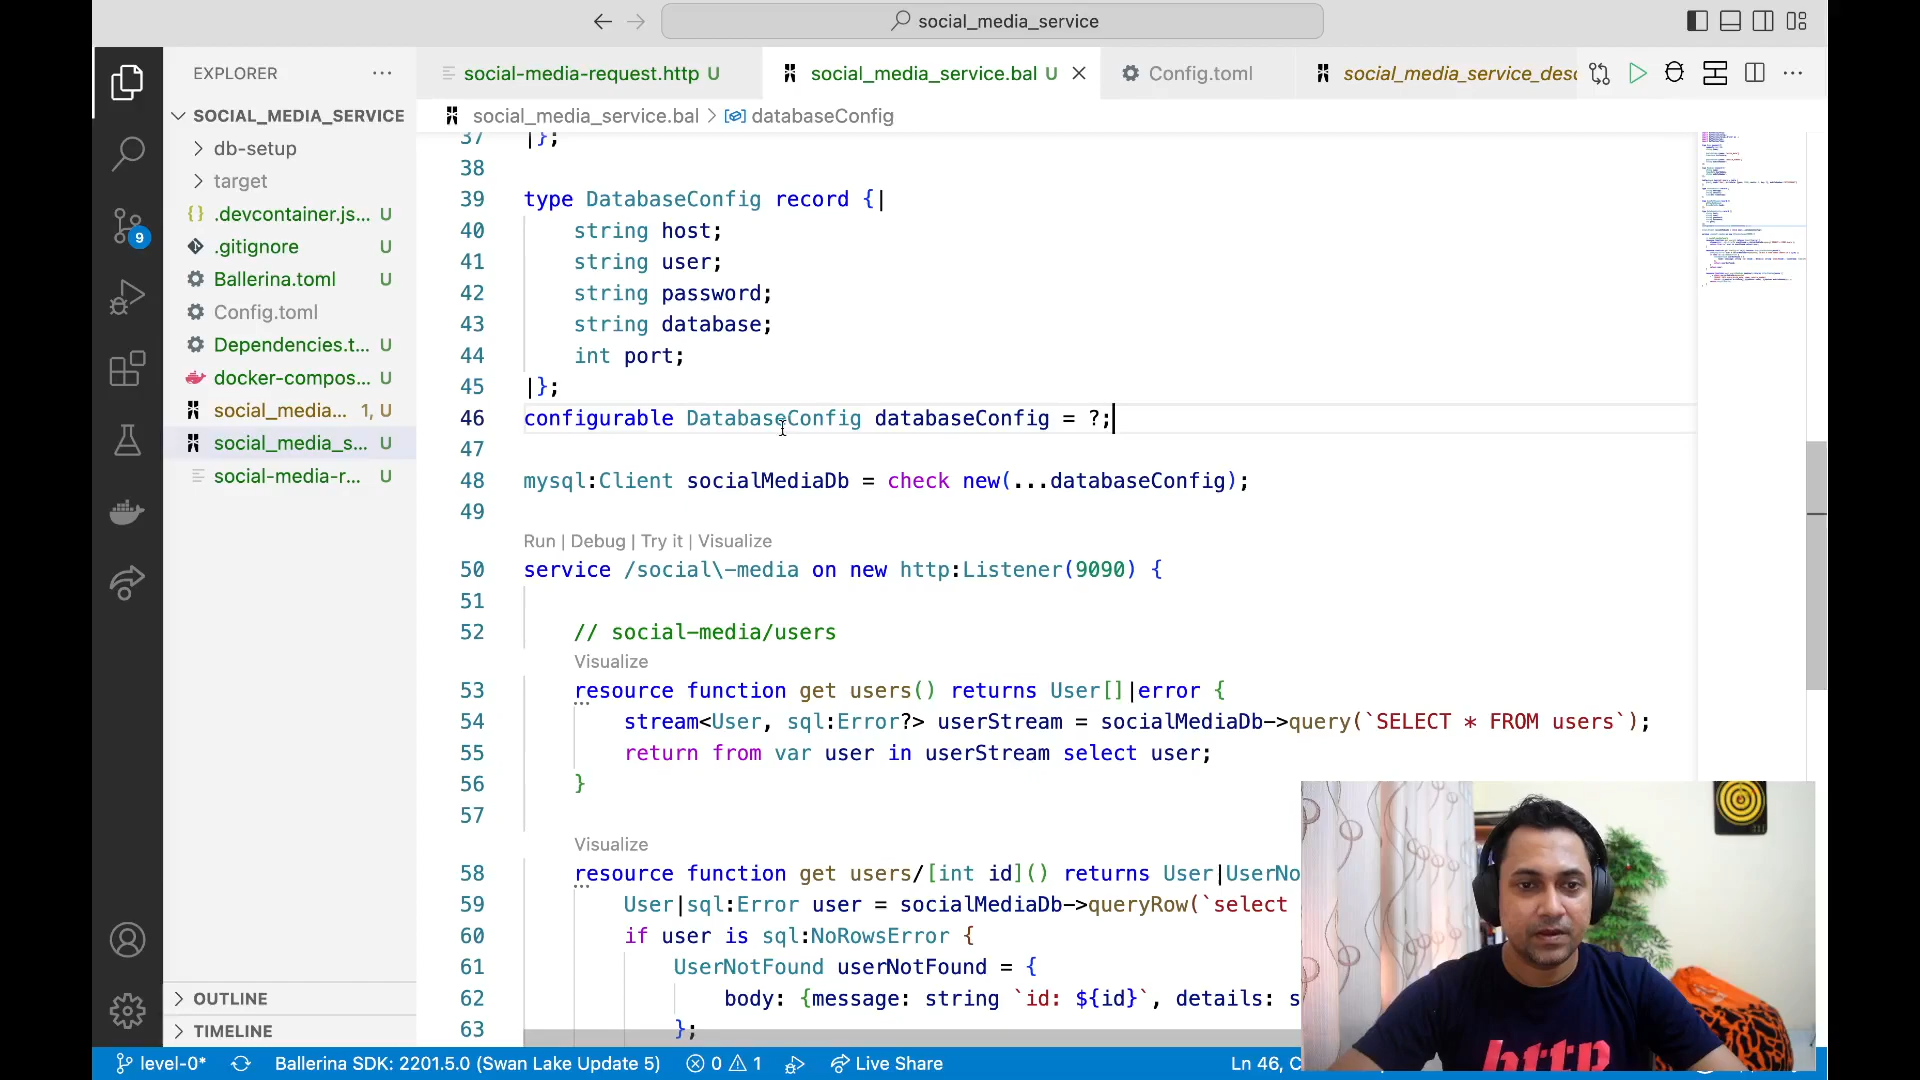 social_media_service
EXPLORER
social-media-request.http U
social_media_service.bal U
Config.toml
social_media_service_desc
SOCIAL_MEDIA_SERVICE
social_media_service.bal > databaseConfig
db-setup
target
.devcontainer.js... U
.gitignore U
Ballerina.toml U
Config.toml
Dependencies.t... U
docker-compos... U
social_media... 1, U
social_media_s... U
social-media-r... U
9
OUTLINE
TIMELINE
37 |};
38
39 type DatabaseConfig record {|
40 string host;
41 string user;
42 string password;
43 string database;
44 int port;
45 |};
46 configurable DatabaseConfig databaseConfig = ?;
47
48 mysql:Client socialMediaDb = check new(...databaseConfig);
49
Run | Debug | Try it | Visualize
50 service /social\-media on new http:Listener(9090) {
51
52 // social-media/users
Visualize
53 resource function get users() returns User[]|error {
54 stream<User, sql:Error?> userStream = socialMediaDb->query(`SELECT * FROM users`);
55 return from var user in userStream select user;
56 }
57
Visualize
58 resource function get users/[int id]() returns User|UserNo
59 User|sql:Error user = socialMediaDb->queryRow(`select
60 if user is sql:NoRowsError {
61 UserNotFound userNotFound = {
62 body: {message: string `id: ${id}`, details: s
63 };
http
level-0* Ballerina SDK: 2201.5.0 (Swan Lake Update 5) 0 1 Live Share Ln 46, C